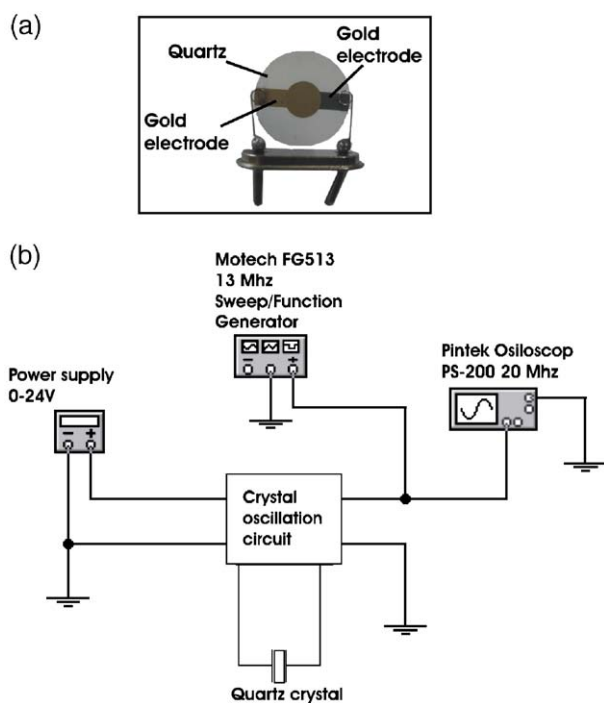 (a)
Quartz
Gold
electrode
Gold
electrode
(b)
Motech FG513
13 Mhz
Sweep/Function
Generator
Pintek Osiloscop
PS-200 20 Mhz
Power supply
0-24V
Crystal
oscillation
circuit
Quartz crystal